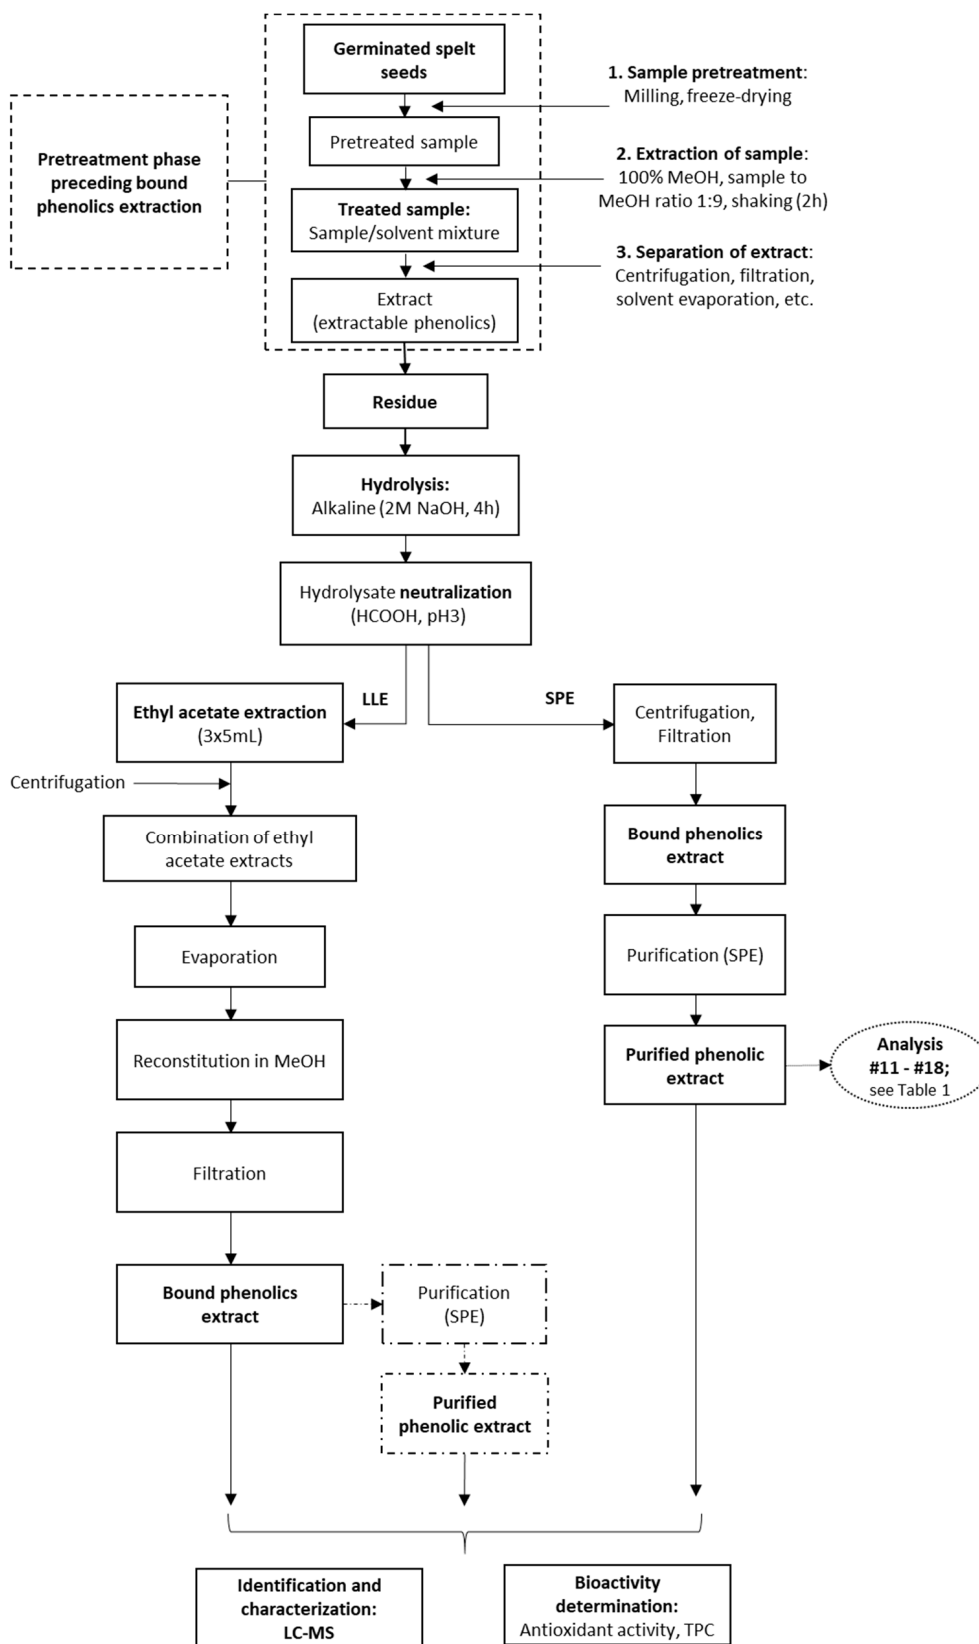 Germinated spelt
seeds
1. Sample pretreatment:
Milling, freeze-drying
Pretreatment phase
preceding bound
phenolics extraction
Pretreated sample
2. Extraction of sample:
100% MeOH, sample to
MeOH ratio 1:9, shaking (2h)
Treated sample:
Sample/solvent mixture
3. Separation of extract:
Centrifugation, filtration,
solvent evaporation, etc.
Extract
(extractable phenolics)
Residue
Hydrolysis:
Alkaline (2M NaOH, 4h)
Hydrolysate neutralization
(HCOOH, pH3)
LLE
SPE
Ethyl acetate extraction
(3x5mL)
Centrifugation
Combination of ethyl
acetate extracts
Evaporation
Reconstitution in MeOH
Filtration
Bound phenolics
extract
Purification
(SPE)
Purified
phenolic extract
Centrifugation,
Filtration
Bound phenolics
extract
Purification (SPE)
Purified phenolic
extract
Analysis
#11 - #18;
see Table 1
Identification and
characterization:
LC-MS
Bioactivity
determination:
Antioxidant activity, TPC